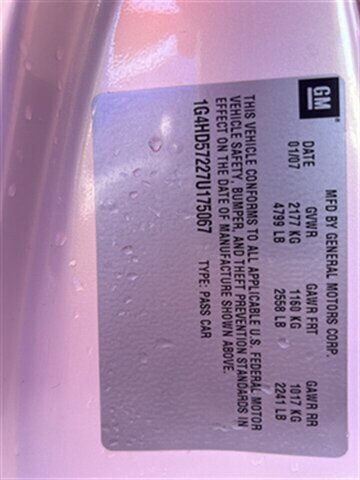 GM
MFD BY GENERAL MOTORS CORP.
DATE GVWR GAWR FRT GAWR RR
01/07 2177 KG 1160 KG 1017 KG
4799 LB 2558 LB 2241 LB
THIS VEHICLE CONFORMS TO ALL APPLICABLE U.S. FEDERAL MOTOR
VEHICLE SAFETY, BUMPER, AND THEFT PREVENTION STANDARDS IN
EFFECT ON THE DATE OF MANUFACTURE SHOWN ABOVE.
1G4HD57227U175067 TYPE: PASS CAR